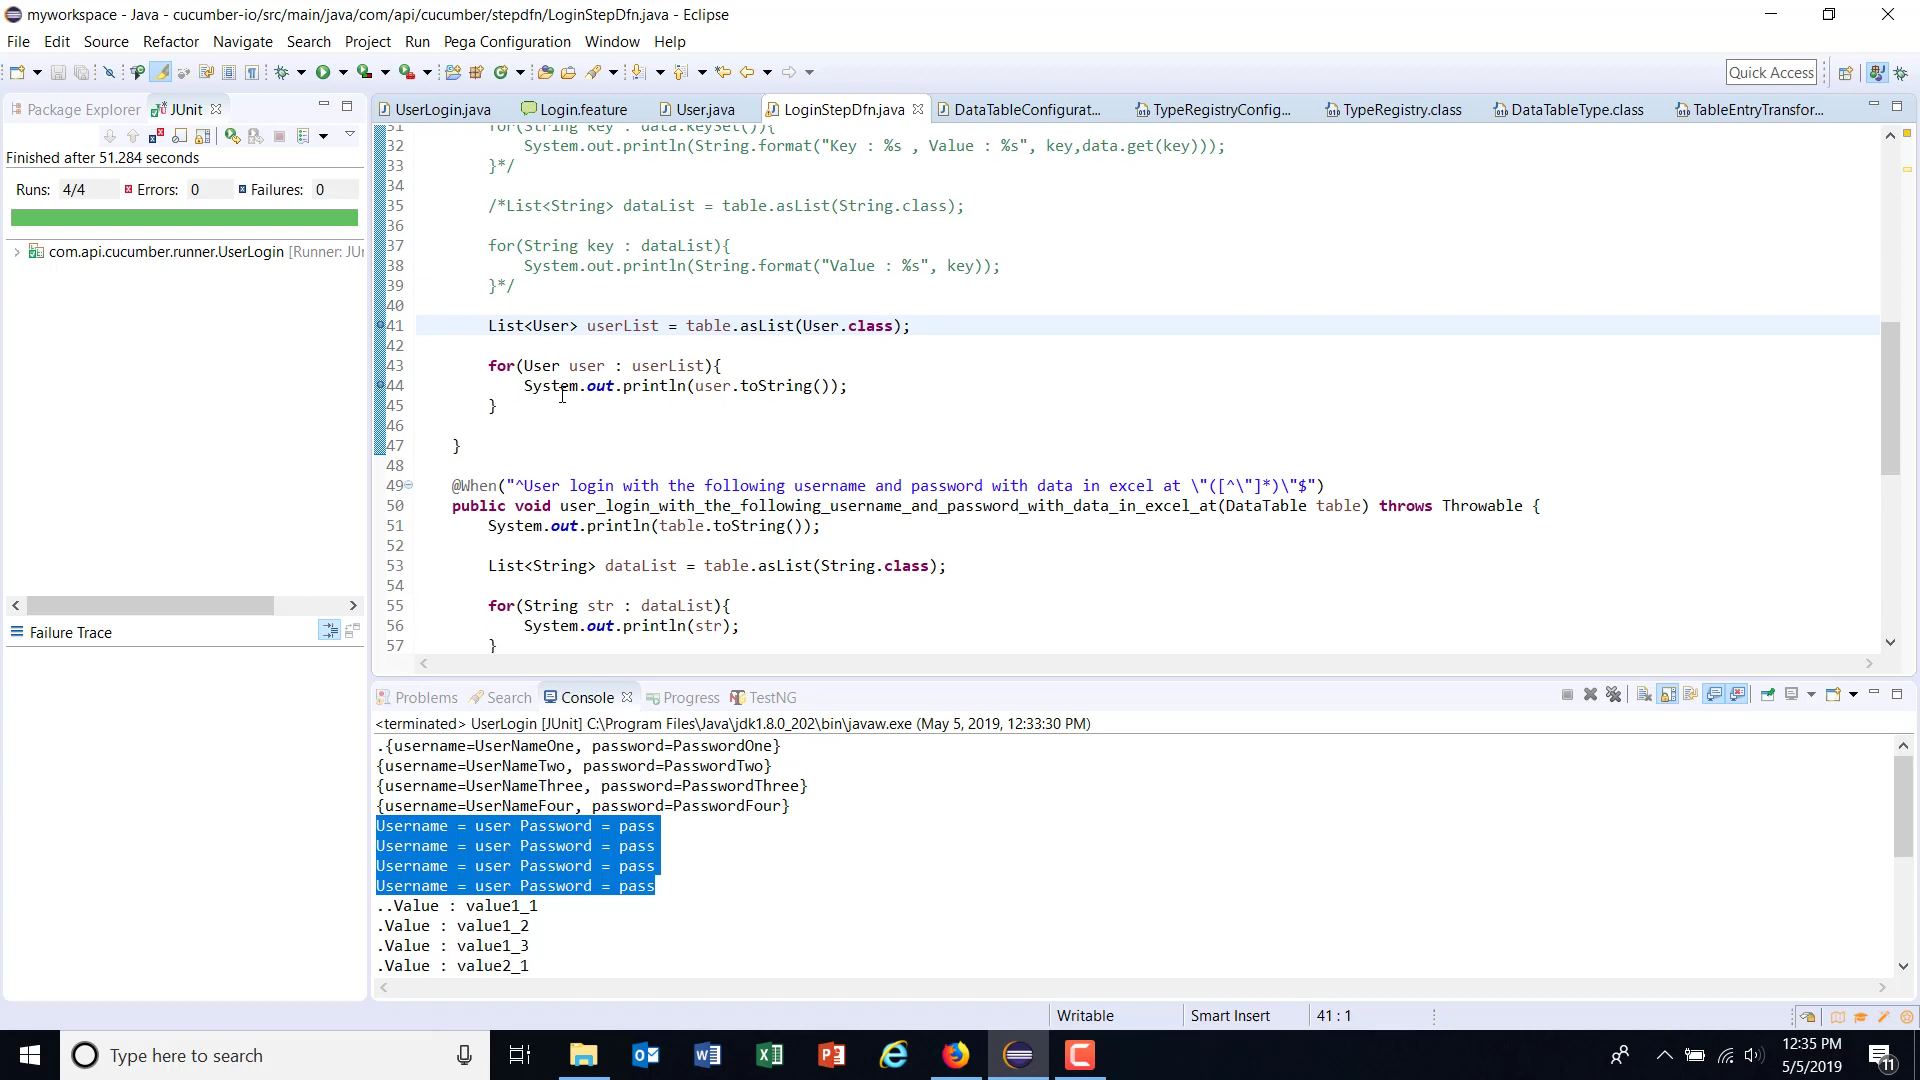 myworkspace - Java - cucumber-io/src/main/java/com/api/cucumber/stepdfn/LoginStepDfn.java - Eclipse
File Edit Source Refactor Navigate Search Project Run Pega Configuration Window Help
Quick Access
Package Explorer JUnit
UserLogin.java Login.feature User.java LoginStepDfn.java DataTableConfigurat... TypeRegistryConfig... TypeRegistry.class DataTableType.class TableEntryTransfor...
Finished after 51.284 seconds
Runs: 4/4 Errors: 0 Failures: 0
com.api.cucumber.runner.UserLogin [Runner: JU
Failure Trace
31 for(String key : data.keySet()){
32 System.out.println(String.format("Key : %s , Value : %s", key,data.get(key)));
33 }*/
34
35 /*List<String> dataList = table.asList(String.class);
36
37 for(String key : dataList){
38 System.out.println(String.format("Value : %s", key));
39 }*/
40
41 List<User> userList = table.asList(User.class);
42
43 for(User user : userList){
44 System.out.println(user.toString());
45 }
46
47 }
48
49 @When("^User login with the following username and password with data in excel at \"([^\"]*)\"$")
50 public void user_login_with_the_following_username_and_password_with_data_in_excel_at(DataTable table) throws Throwable {
51 System.out.println(table.toString());
52
53 List<String> dataList = table.asList(String.class);
54
55 for(String str : dataList){
56 System.out.println(str);
57 }
Problems Search Console Progress TestNG
<terminated> UserLogin [JUnit] C:\Program Files\Java\jdk1.8.0_202\bin\javaw.exe (May 5, 2019, 12:33:30 PM)
.{username=UserNameOne, password=PasswordOne}
{username=UserNameTwo, password=PasswordTwo}
{username=UserNameThree, password=PasswordThree}
{username=UserNameFour, password=PasswordFour}
Username = user Password = pass
Username = user Password = pass
Username = user Password = pass
Username = user Password = pass
..Value : value1_1
.Value : value1_2
.Value : value1_3
.Value : value2_1
Writable Smart Insert 41 : 1
Type here to search
12:35 PM
5/5/2019
11